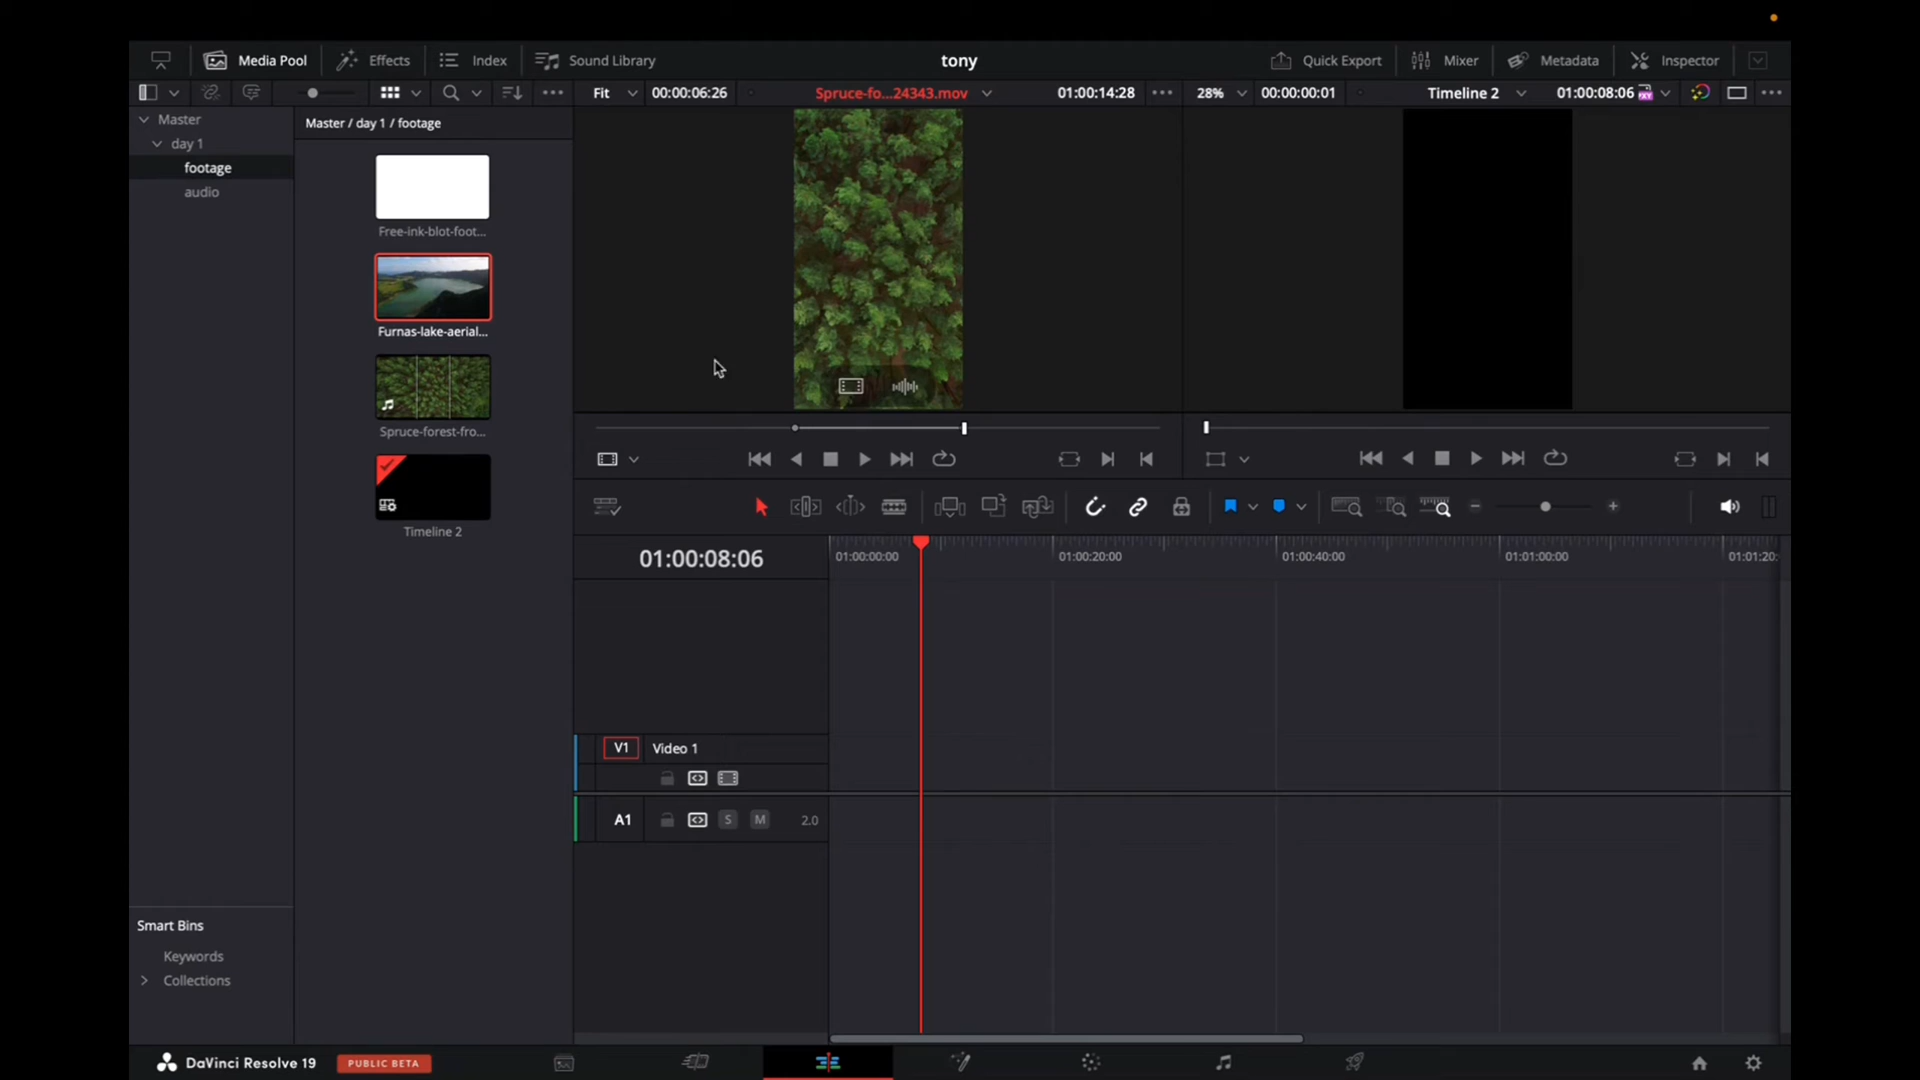 Media Pool
Effects
Index
Sound Library
tony
Quick Export
Mixer
Metadata
Inspector
Fit
00:00:06:26
Spruce-fo...24343.mov
01:00:14:28
28%
00:00:00:01
Timeline 2
01:00:08:06
Master
day 1
footage
audio
Master / day 1 / footage
Free-ink-blot-foot...
Furnas-lake-aerial...
Spruce-forest-fro...
Timeline 2
01:00:08:06
01:00:00:00
01:00:20:00
01:00:40:00
01:01:00:00
01:01:20:
V1 Video 1
A1 S M 2.0
Smart Bins
Keywords
Collections
DaVinci Resolve 19
PUBLIC BETA